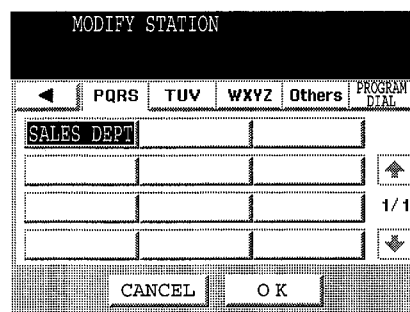 MODIFY STATION
PQRS TUV WXYZ Others PROGRAM DIAL
SALES DEPT
1/1
CANCEL OK